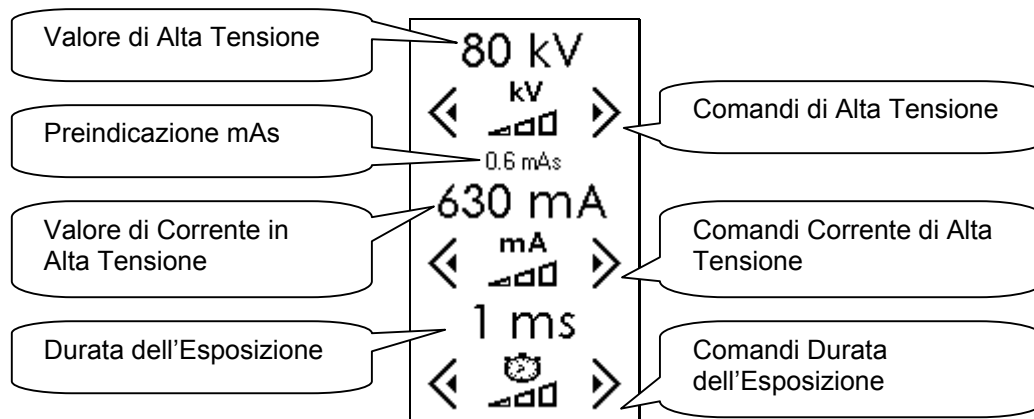 Valore di Alta Tensione
Preindicazione mAs
Valore di Corrente in
Alta Tensione
Durata dell'Esposizione
80 kV
kV
0.6 mAs
630 mA
mA
1 ms
Comandi di Alta Tensione
Comandi Corrente di Alta
Tensione
Comandi Durata
dell'Esposizione